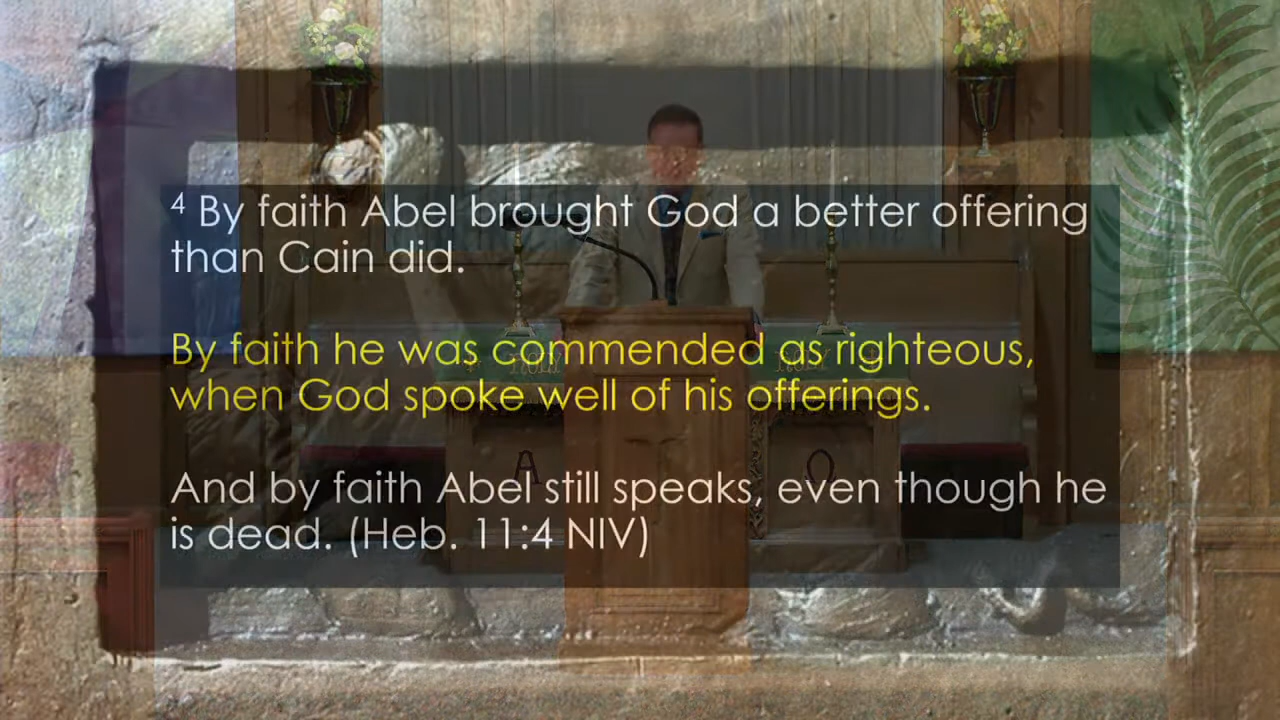 4 By faith Abel brought God a better offering
than Cain did.
By faith he was commended as righteous,
when God spoke well of his offerings.
And by faith Abel still speaks, even though he
is dead. (Heb. 11:4 NIV)
HOLY HOLY
A Ω